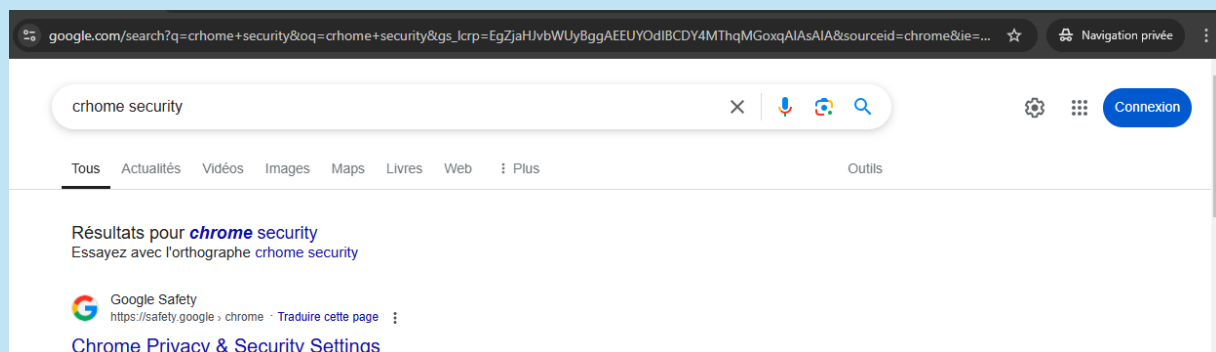 google.com/search?q=crhome+security&oq=crhome+security&gs_lcrp=EgZjaHJvbWUyBggAEEUYOdIBCDY4MThqMGoxqAIAsAIA&sourceid=chrome&ie=... Navigation privée
crhome security Connexion
Tous Actualités Vidéos Images Maps Livres Web Plus Outils
Résultats pour chrome security
Essayez avec l'orthographe crhome security
Google Safety
https://safety.google › chrome · Traduire cette page
Chrome Privacy & Security Settings